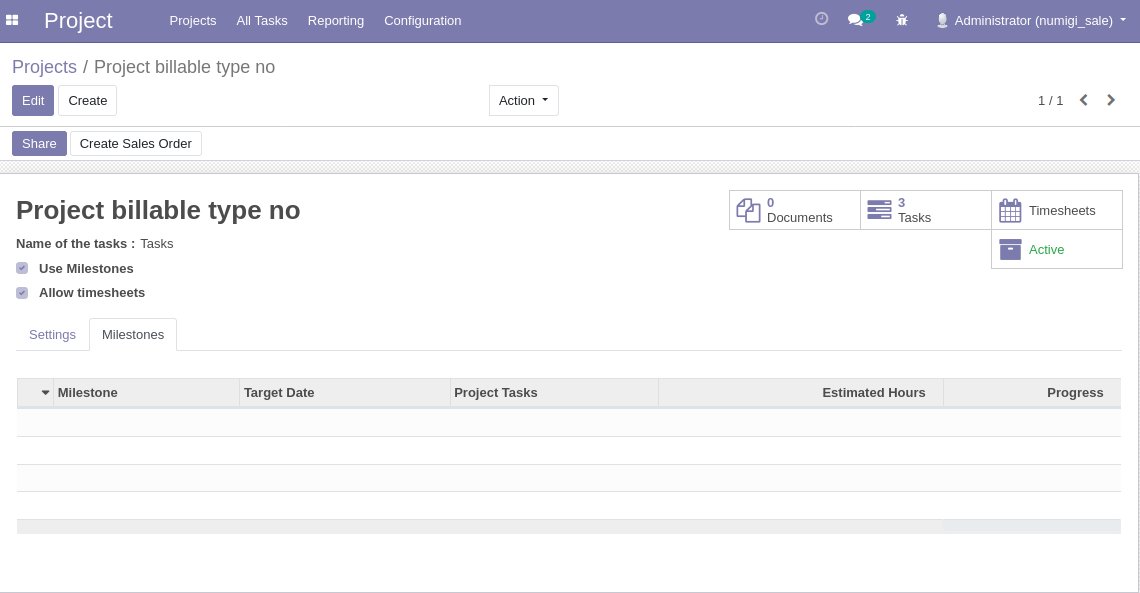 Project Projects All Tasks Reporting Configuration 2 Administrator (numigi_sale)
Projects / Project billable type no
Edit Create Action 1 / 1
Share Create Sales Order
Project billable type no
0 Documents
3 Tasks
Timesheets
Active
Name of the tasks : Tasks
Use Milestones
Allow timesheets
Settings Milestones
Milestone Target Date Project Tasks Estimated Hours Progress